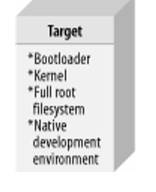 Target
*Bootloader
*Kernel
*Full root
filesystem
*Native
development
environment